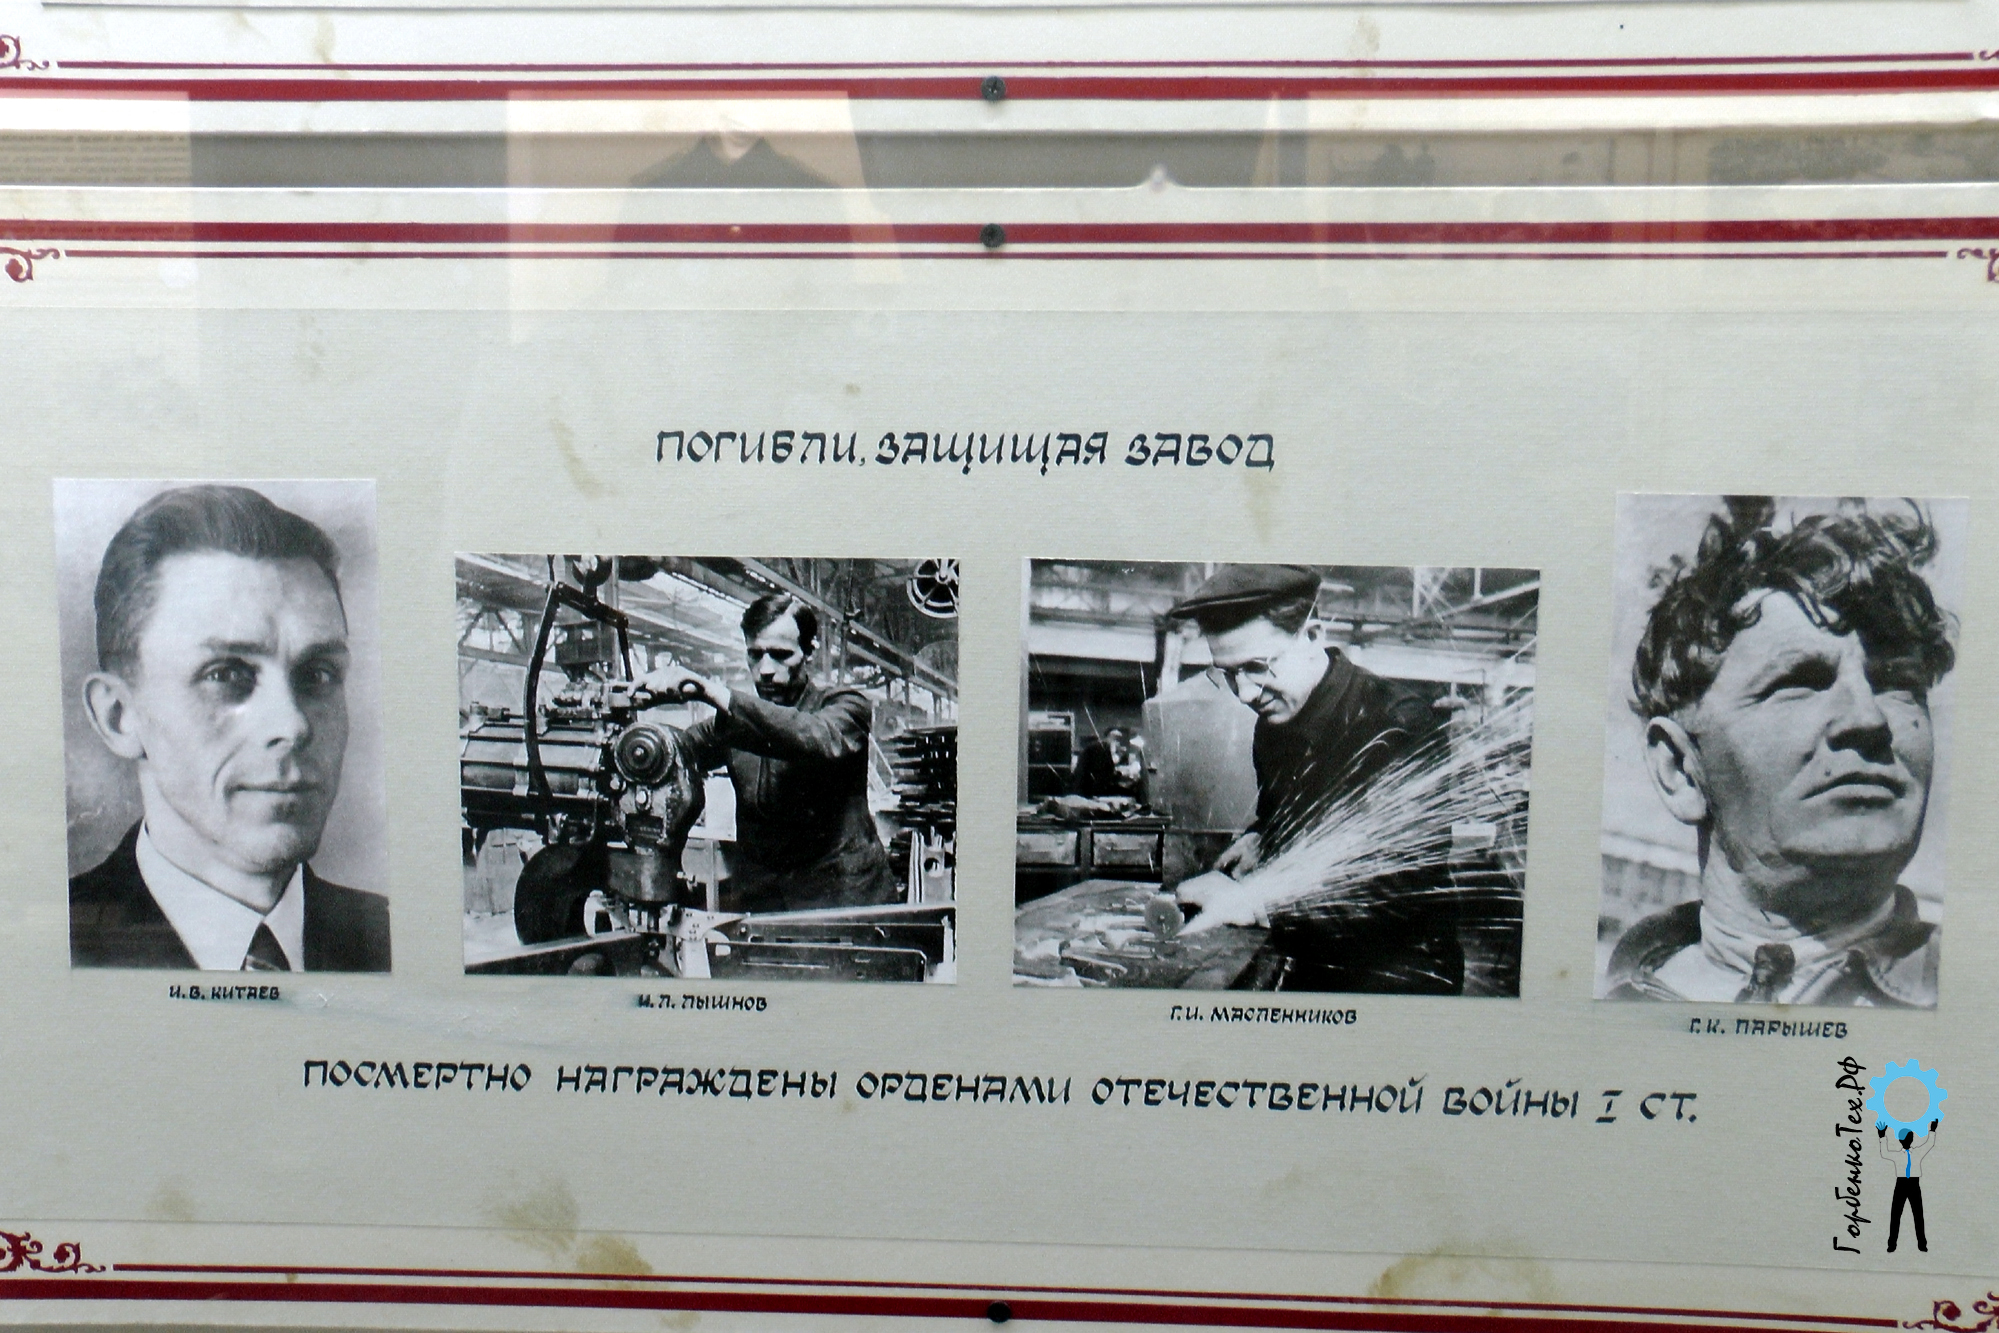 ПОГИБЛИ, ЗАЩИЩАЯ ЗАВОД
И. В. КИТАЕВ
И. Л. ПЫШНОВ
Г. И. МАСЛЕННИКОВ
Г. К. ПАРЫШЕВ
ПОСМЕРТНО НАГРАЖДЕНЫ ОРДЕНАМИ ОТЕЧЕСТВЕННОЙ ВОЙНЫ I СТ.
ГорбенкоТех.РФ